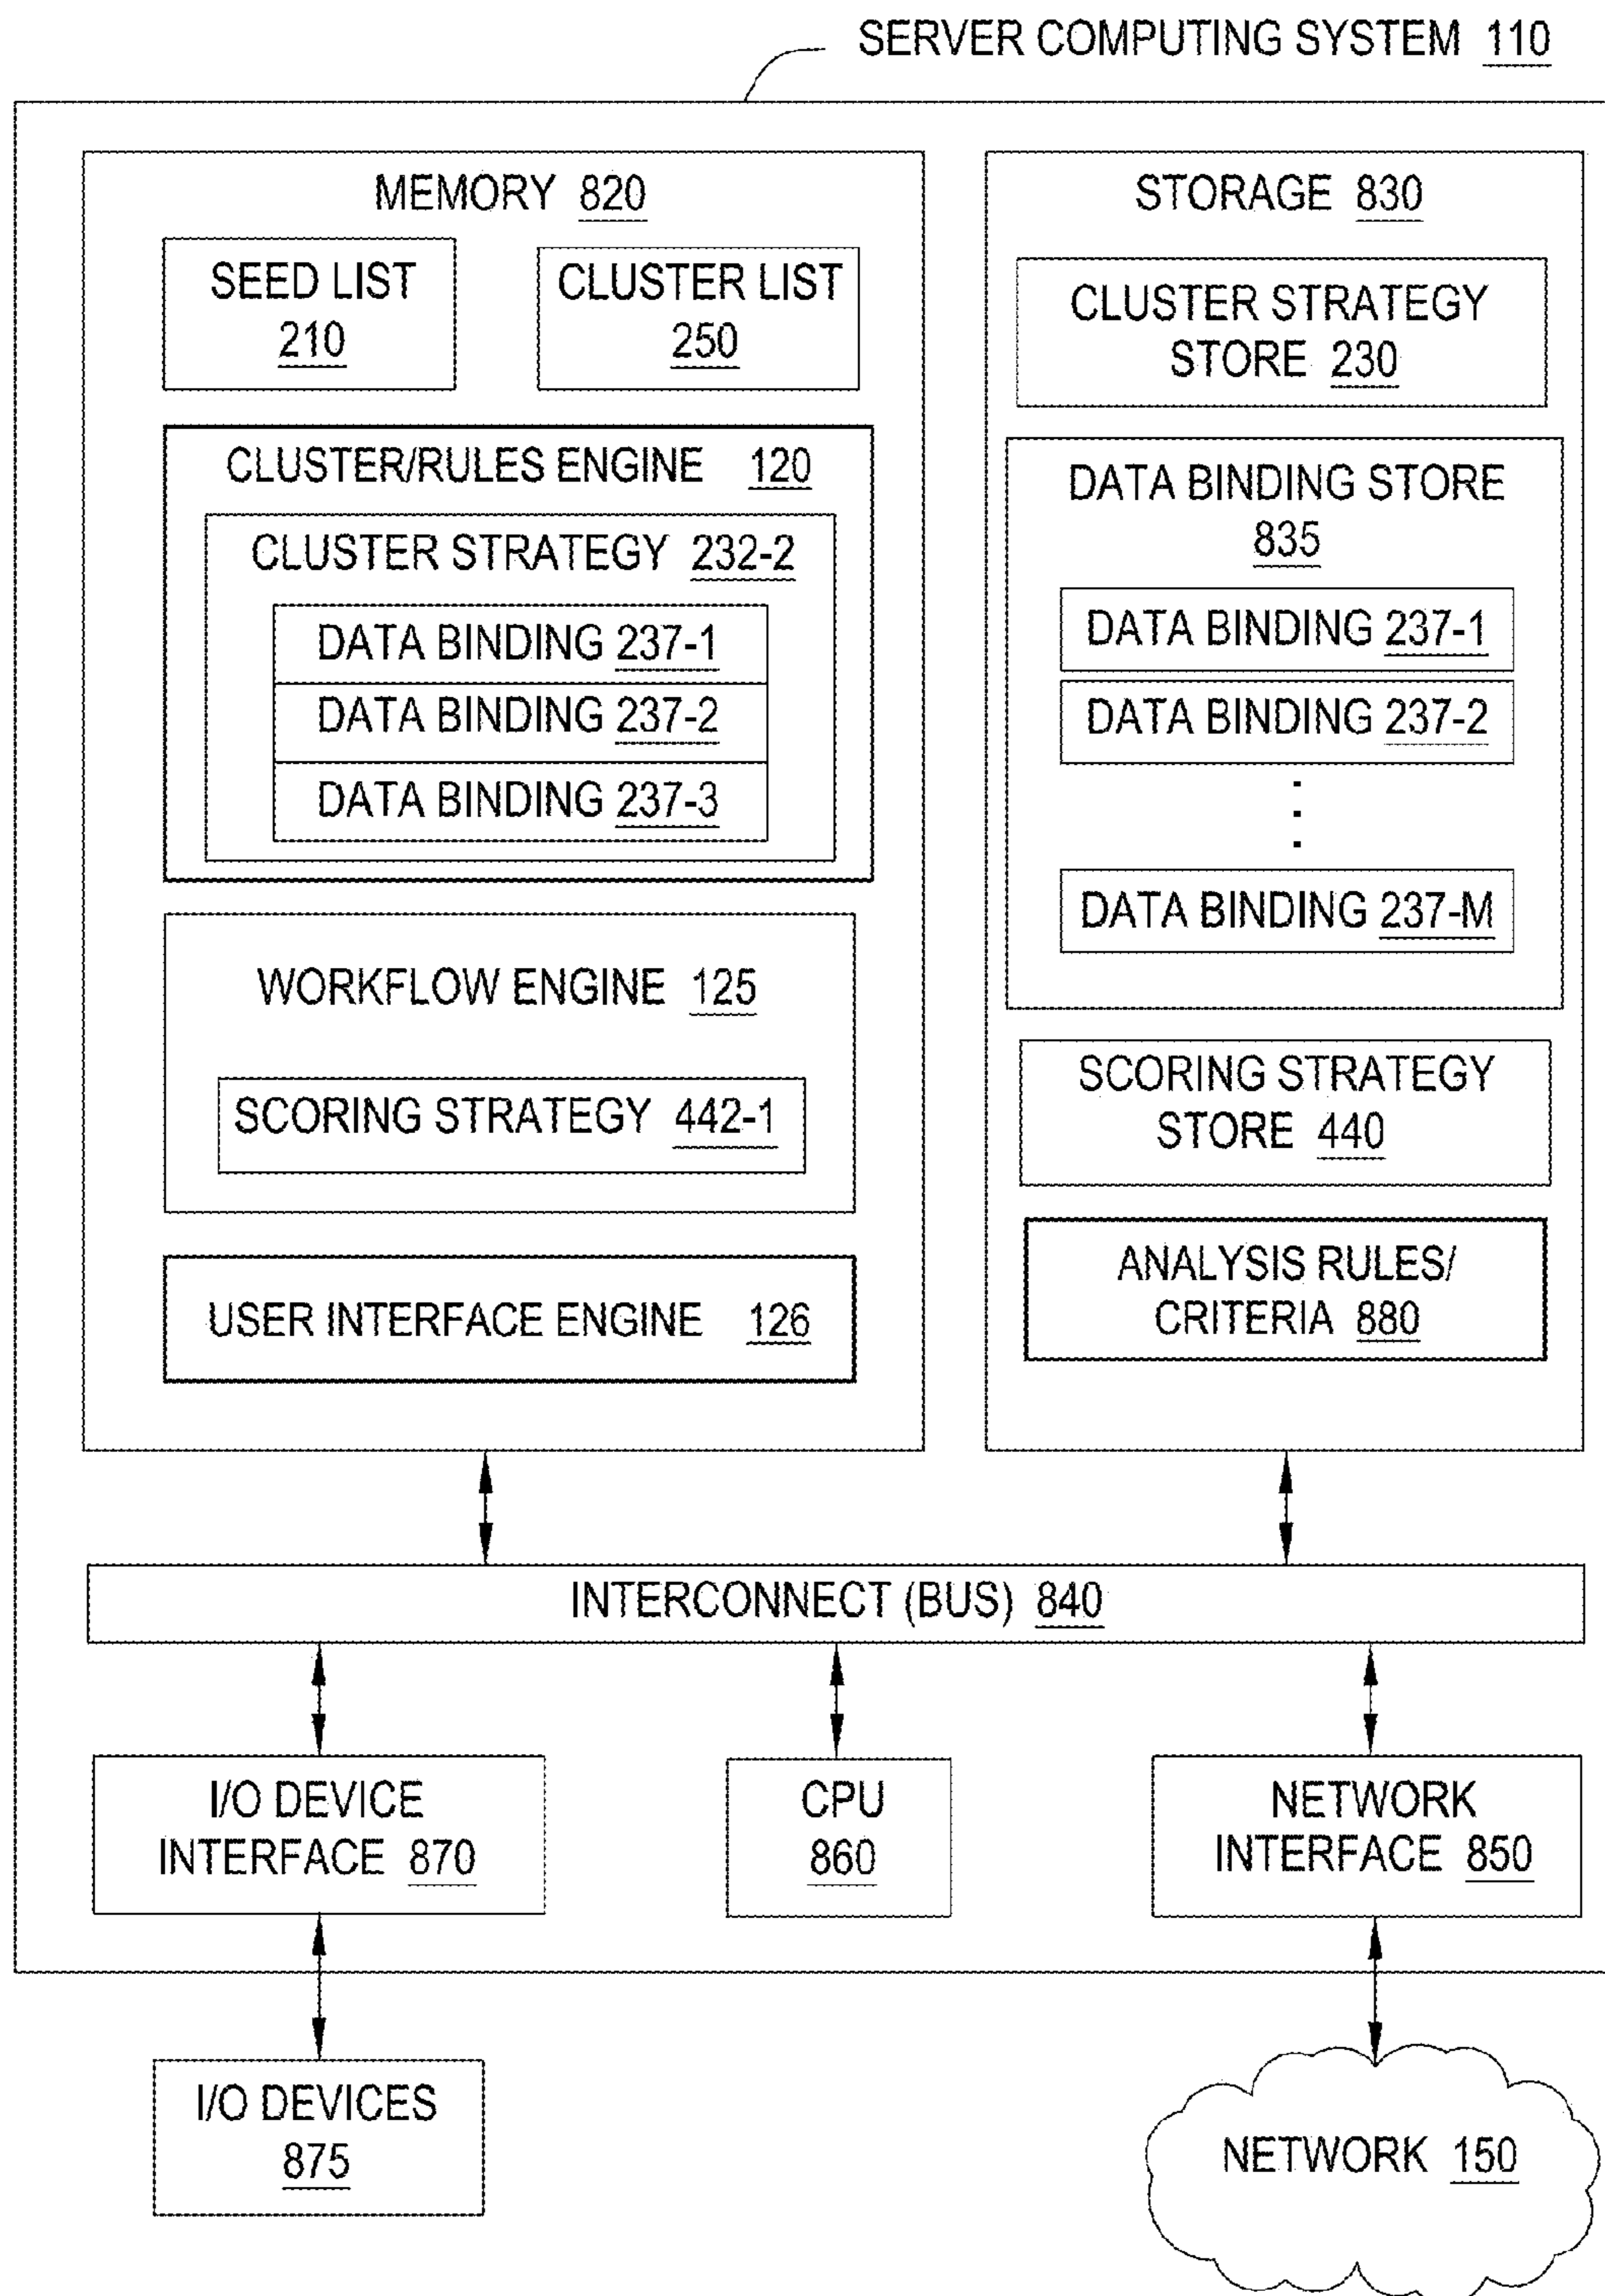 SERVER COMPUTING SYSTEM 110
MEMORY 820
SEED LIST
210
CLUSTER LIST
250
CLUSTER/RULES ENGINE 120
CLUSTER STRATEGY 232-2
DATA BINDING 237-1
DATA BINDING 237-2
DATA BINDING 237-3
WORKFLOW ENGINE 125
SCORING STRATEGY 442-1
USER INTERFACE ENGINE 126
STORAGE 830
CLUSTER STRATEGY
STORE 230
DATA BINDING STORE
835
DATA BINDING 237-1
DATA BINDING 237-2
DATA BINDING 237-M
SCORING STRATEGY
STORE 440
ANALYSIS RULES/
CRITERIA 880
INTERCONNECT (BUS) 840
I/O DEVICE
INTERFACE 870
CPU
860
NETWORK
INTERFACE 850
I/O DEVICES
875
NETWORK 150